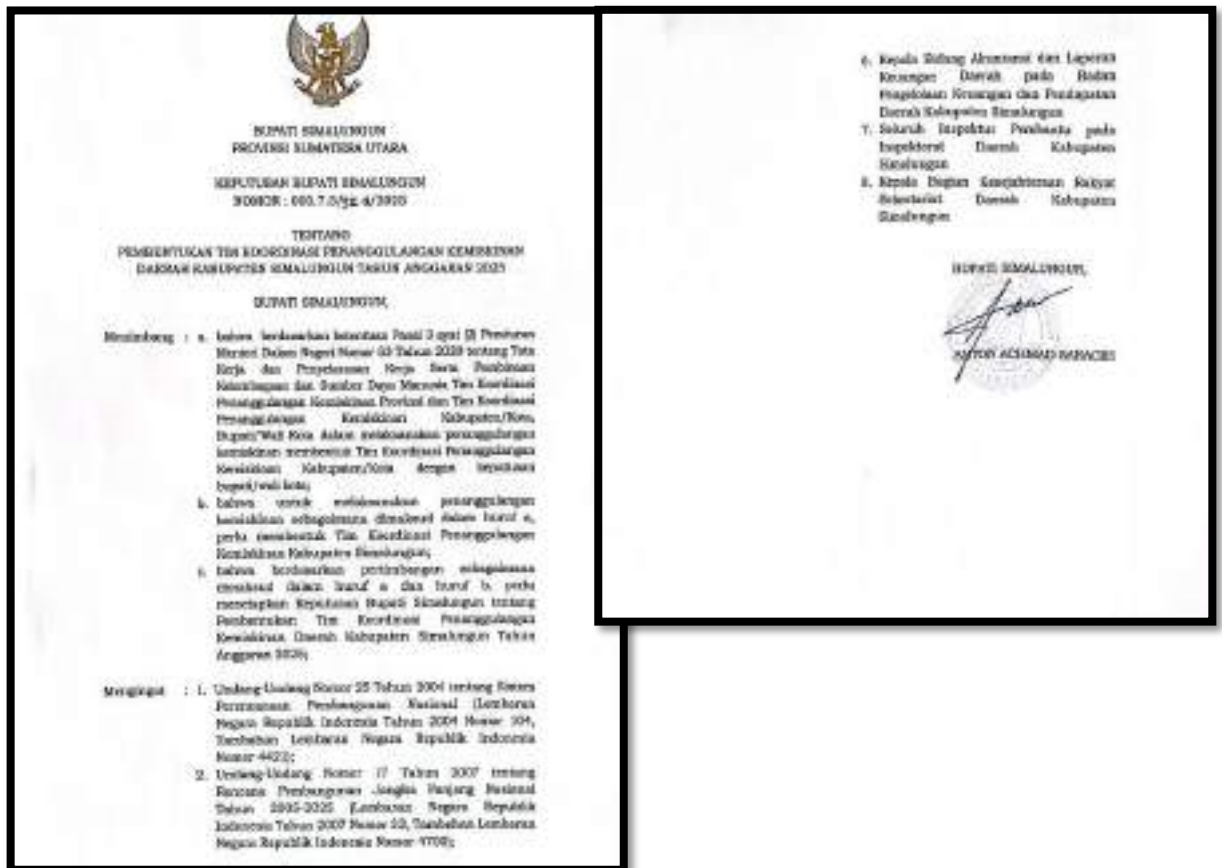 BUPATI SIMALUNGUN
PROVINSI SUMATERA UTARA
KEPUTUSAN BUPATI SIMALUNGUN
NOMOR :
TENTANG
PEMBENTUKAN TIM KOORDINASI PENANGGULANGAN KEMISKINAN
DAERAH KABUPATEN SIMALUNGUN TAHUN ANGGARAN 2025
BUPATI SIMALUNGUN,
Menimbang : a. bahwa berdasarkan ketentuan Pasal 3 ayat (2) Peraturan
Menteri Dalam Negeri Nomor 53 Tahun 2020 tentang Tata
Kerja dan Penyelarasan Kerja Serta Pembinaan
Kelembagaan dan Sumber Daya Manusia Tim Koordinasi
Penanggulangan Kemiskinan Provinsi dan Tim Koordinasi
Penanggulangan Kemiskinan Kabupaten/Kota,
Bupati/Wali Kota dalam melaksanakan penanggulangan
kemiskinan membentuk Tim Koordinasi Penanggulangan
Kemiskinan Kabupaten/Kota dengan keputusan
bupati/wali kota;
b. bahwa untuk melaksanakan penanggulangan
kemiskinan sebagaimana dimaksud dalam huruf a,
perlu membentuk Tim Koordinasi Penanggulangan
Kemiskinan Kabupaten Simalungun;
c. bahwa berdasarkan pertimbangan sebagaimana
dalam huruf a dan huruf b, perlu
menetapkan Keputusan Bupati Simalungun tentang
Pembentukan Tim Koordinasi Penanggulangan
Kemiskinan Daerah Kabupaten Simalungun Tahun
Anggaran 2025;
Mengingat : 1. Undang-Undang Nomor 25 Tahun 2004 tentang Sistem
Perencanaan Pembangunan Nasional (Lembaran
Negara Republik Indonesia Tahun 2004 Nomor 104,
Tambahan Lembaran Negara Republik Indonesia
Nomor 4421);
2. Undang-Undang Nomor 17 Tahun 2007 tentang
Rencana Pembangunan Jangka Panjang Nasional
Tahun 2005-2025 (Lembaran Negara Republik
Indonesia Tahun 2007 Nomor 33, Tambahan Lembaran
Negara Republik Indonesia Nomor 4700);
6. Kepala Bidang Akuntansi dan Laporan
Keuangan Daerah pada Badan
Pengelolaan Keuangan dan Pendapatan
Daerah Kabupaten Simalungun
7. Seluruh Inspektur Pembantu pada
Inspektorat Daerah Kabupaten
Simalungun
8. Kepala Bagian Kesejahteraan Rakyat
Sekretariat Daerah Kabupaten
Simalungun
BUPATI SIMALUNGUN,
ANTON ACHMAD SARAGIH